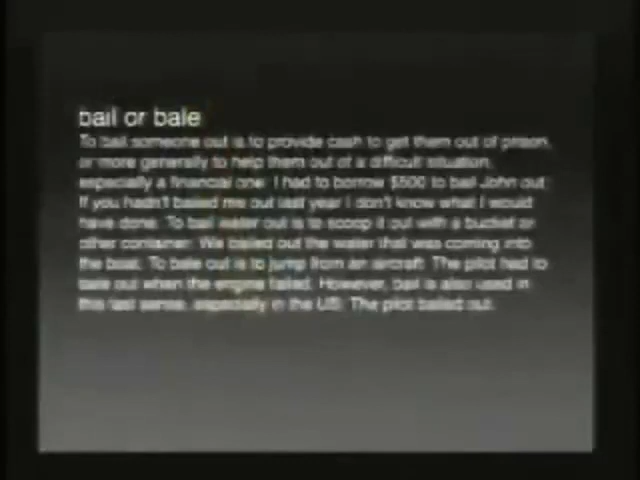 bail or bale
To bail someone out is to provide cash to get them out of prison,
or more generally to help them out of a difficult situation,
especially a financial one: I had to borrow $500 to bail John out;
If you hadn't bailed me out last year I don't know what I would
have done. To bail water out is to scoop it out with a bucket or
other container: We bailed out the water that was coming into
the boat. To bale out is to jump from an aircraft: The pilot had to
bale out when the engine failed. However, bail is also used in
this last sense, especially in the US: The pilot bailed out.